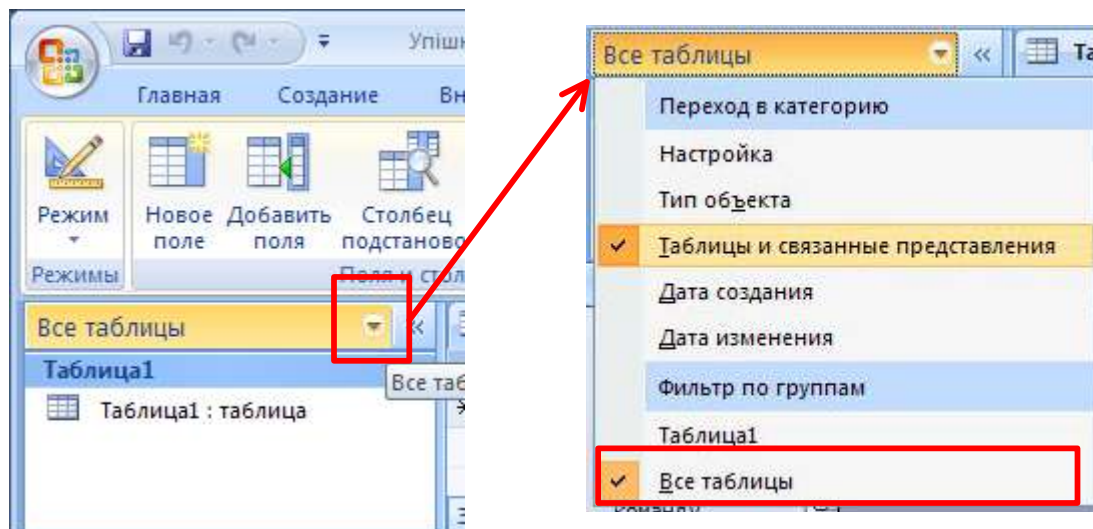 Упішк
Главная Создание Вн
Режим
Новое поле
Добавить поля
Столбец подстаново
Режимы
Поля и стол
Все таблицы
«
Таблица1
Все таб
Таблица1 : таблица
Все таблицы
«
Та
Переход в категорию
Настройка
Тип объекта
Таблицы и связанные представления
Дата создания
Дата изменения
Фильтр по группам
Таблица1
Все таблицы